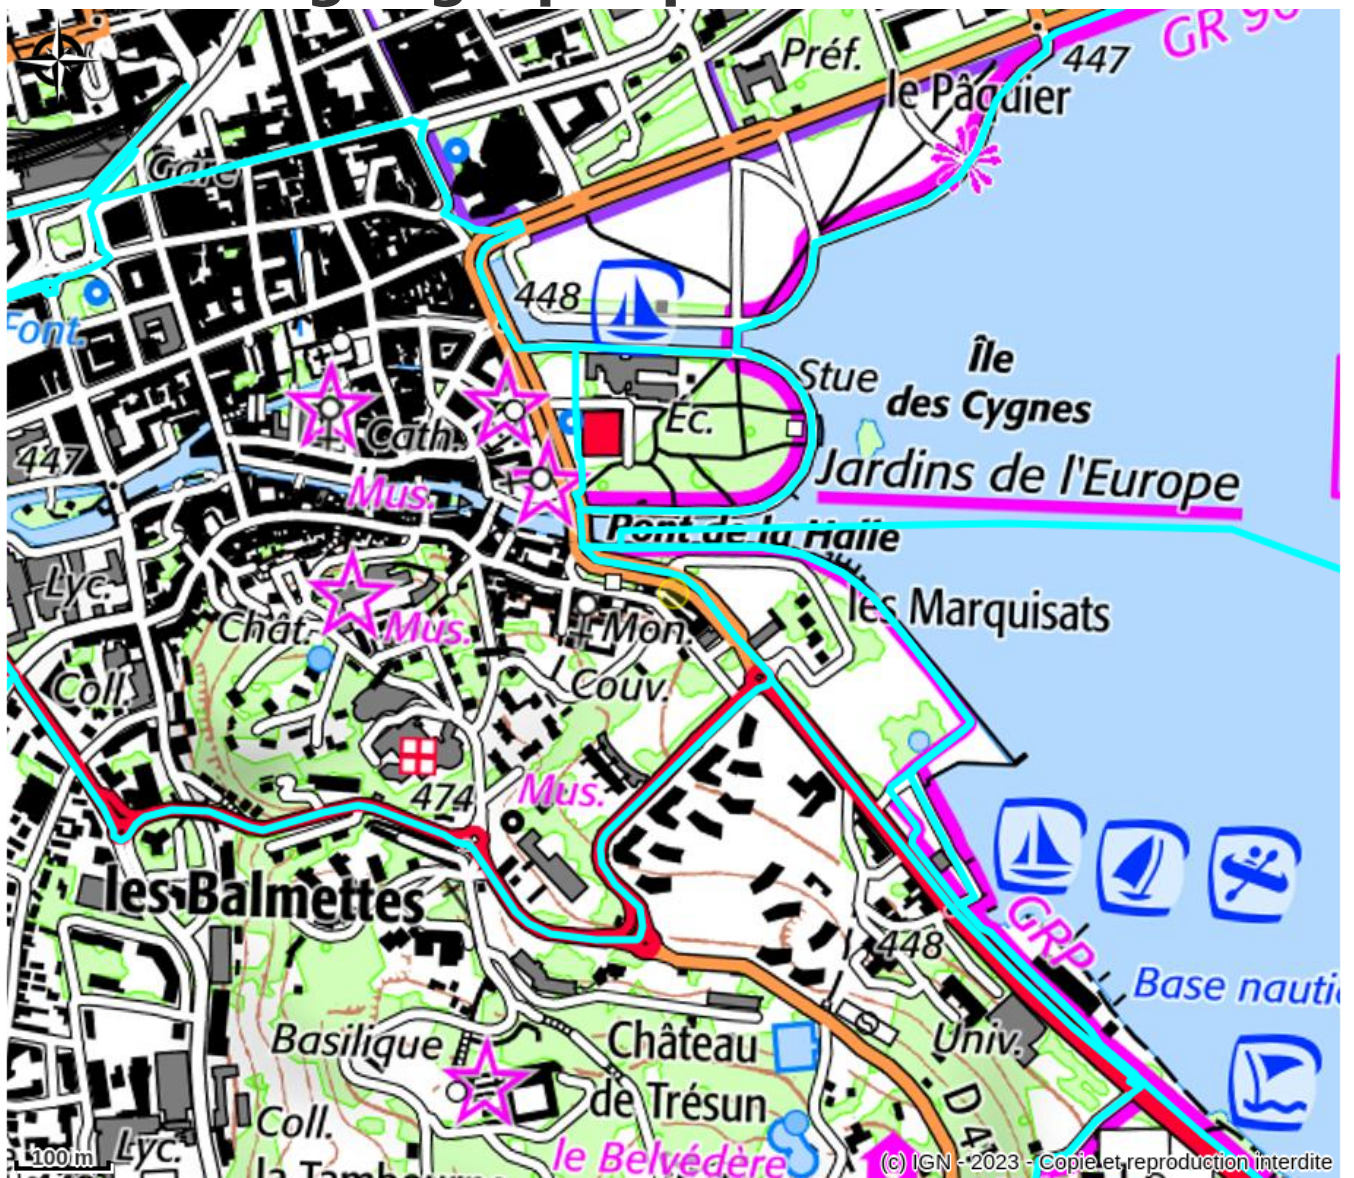 GR 96
Préf.
447
le Pâquier
Gare
448
Font.
Île
des Cygnes
Stue
Éc.
Cath.
447
Jardins de l'Europe
Mus.
Pont de la Halle
Lyc.
les Marquisats
Chât.
Mus.
Mon.
Coll.
Couv.
474
Mus.
les Balmettes
GRP
448
Base nauti
Basilique
Château
de Trésun
Univ.
Coll.
D 4
Lyc.
le Belvédère
100 m
(c) IGN - 2023 - Copie et reproduction interdite